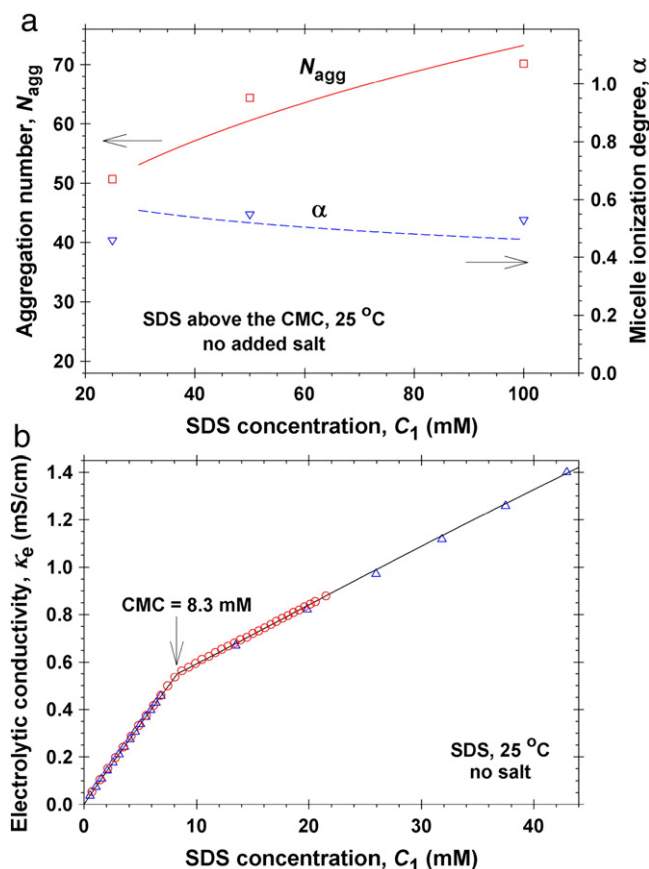 a
70
60
50
40
30
20
Aggregation number, Nagg
Nagg
α
SDS above the CMC, 25 °C
no added salt
1.0
0.8
0.6
0.4
0.2
0.0
Micelle ionization degree, α
20 40 60 80 100
SDS concentration, C1 (mM)
b
1.4
1.2
1.0
0.8
0.6
0.4
0.2
0.0
Electrolytic conductivity, κe (mS/cm)
CMC = 8.3 mM
SDS, 25 °C
no salt
0 10 20 30 40
SDS concentration, C1 (mM)